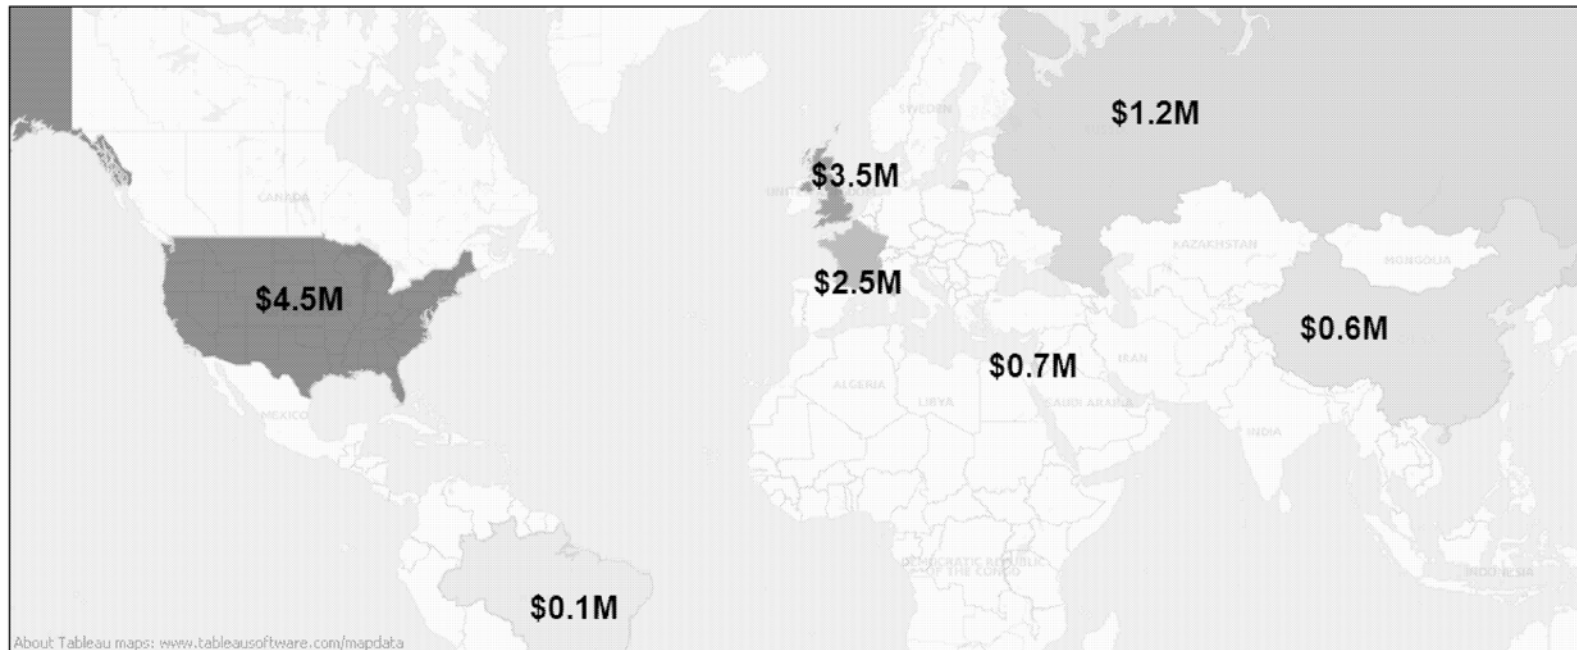 $1.2M
SWEDEN
$3.5M
CANADA
KAZAKHSTAN
MONGOLIA
$2.5M
$4.5M
$0.6M
$0.7M
IRAN
ALGERIA
LIBYA
SAUDI ARABIA
MEXICO
INDIA
DEMOCRATIC REPUBLIC
OF THE CONGO
INDONESIA
$0.1M
About Tableau maps: www.tableausoftware.com/mapdata